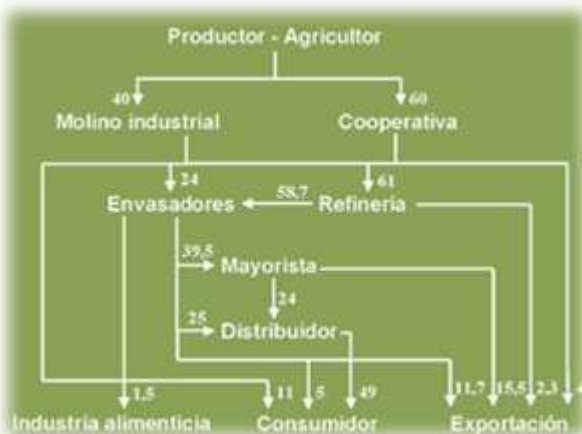 Productor - Agricultor
40 60
Molino industrial Cooperativa
24 61
Envasadores 58,7 Refinería
39,5 Mayorista
24
25 Distribuidor
1,5 11 5 49 11,7 15,5 2,3 4
Industria alimenticia Consumidor Exportación